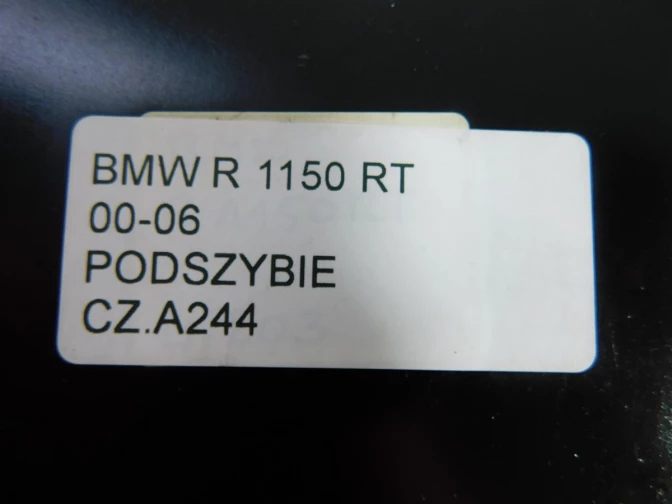 BMW R 1150 RT
00-06
PODSZYBIE
CZ.A244